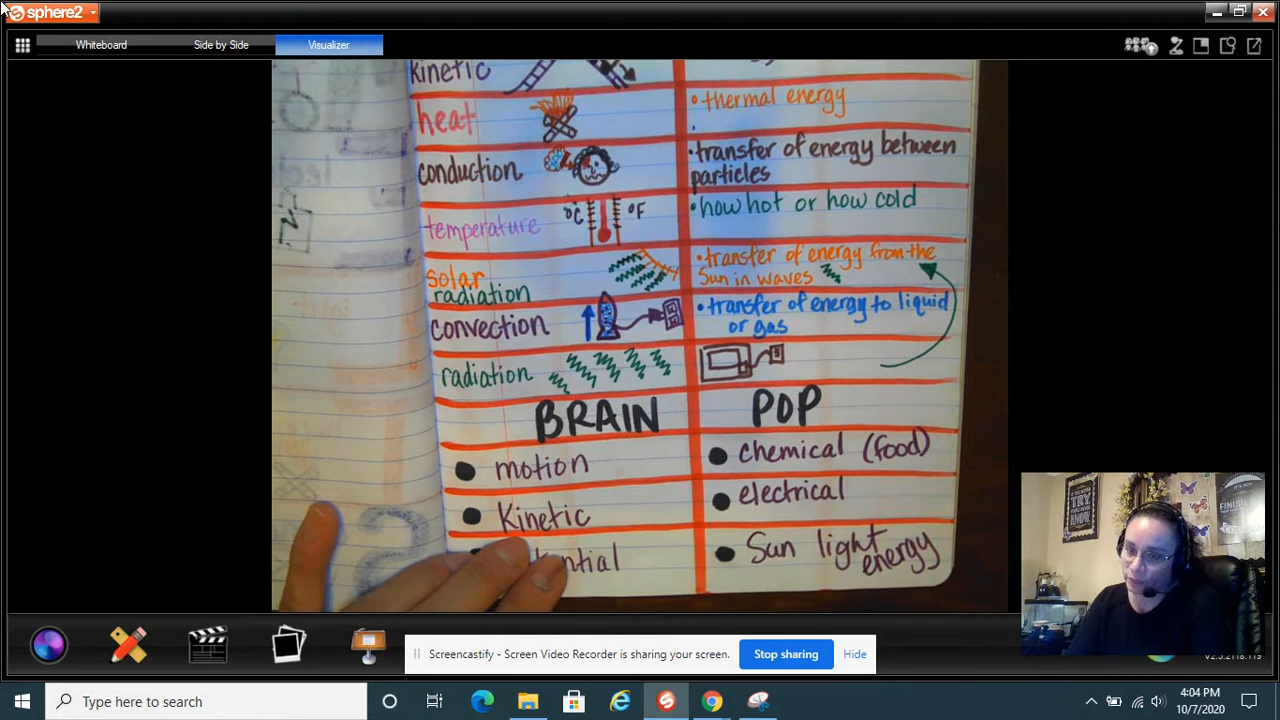 sphere2
Whiteboard Side by Side Visualizer
kinetic
heat
• thermal energy
conduction
• transfer of energy between
particles
temperature
°C °F
• how hot or how cold
solar
radiation
• transfer of energy from the
Sun in waves
convection
• transfer of energy to liquid
or gas
radiation
BRAIN POP
• motion
• chemical (food)
• Kinetic
• electrical
• Sun light
energy
TRY
FINISH
Screencastify - Screen Video Recorder is sharing your screen.
Stop sharing
Hide
Type here to search
4:04 PM
10/7/2020